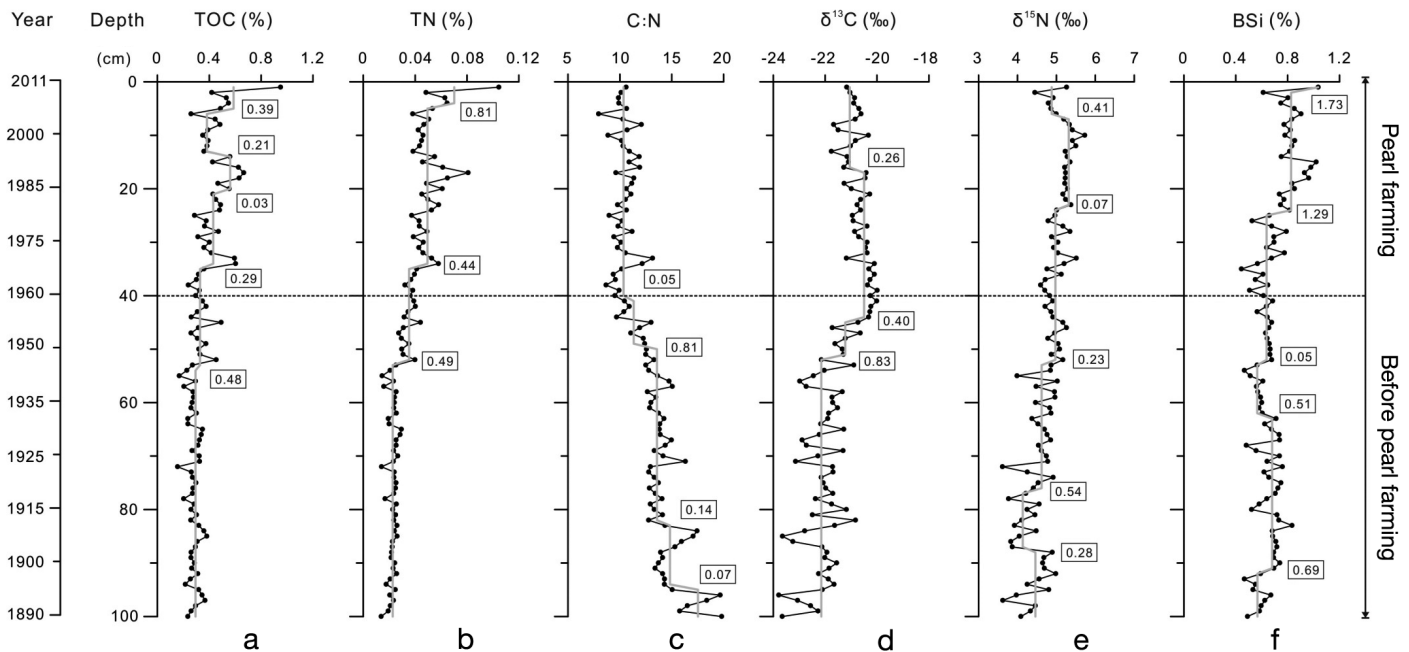 Year Depth TOC (%) TN (%) C:N δ¹³C (‰) δ¹⁵N (‰) BSi (%)
(cm) 0 0.4 0.8 1.2 0 0.04 0.08 0.12 5 10 15 20 -24 -22 -20 -18 3 4 5 6 7 0 0.4 0.8 1.2
2011 0
0.39 0.81 0.41 1.73
2000
0.21 0.26
1985 20
0.03 0.07 1.29
1975
0.29 0.44 0.05
1960 40
0.40
1950
0.48 0.49 0.81 0.83 0.23 0.05
1935 60
0.51
1925
0.54
1915 80
0.14
1900
0.07 0.28 0.69
1890 100
Pearl farming
Before pearl farming
a b c d e f